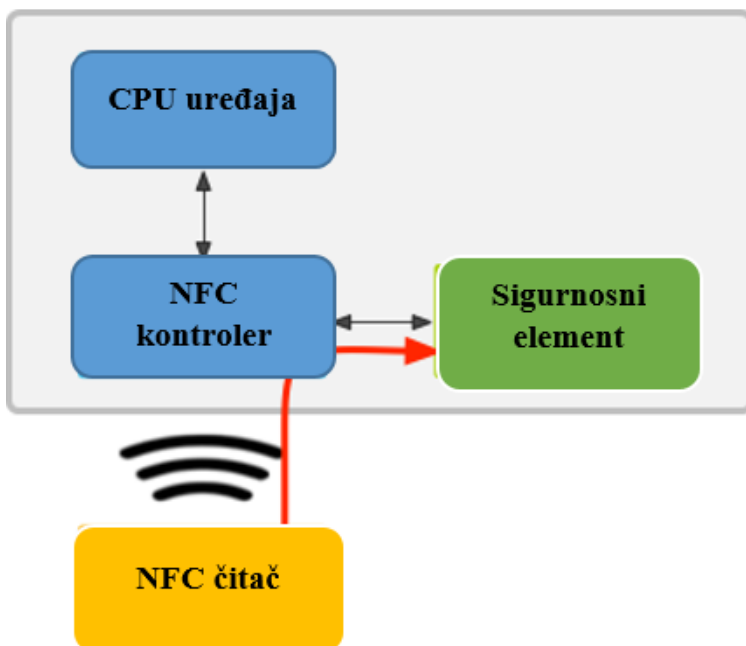 CPU uređaja
NFC
kontroler
Sigurnosni
element
NFC čitač